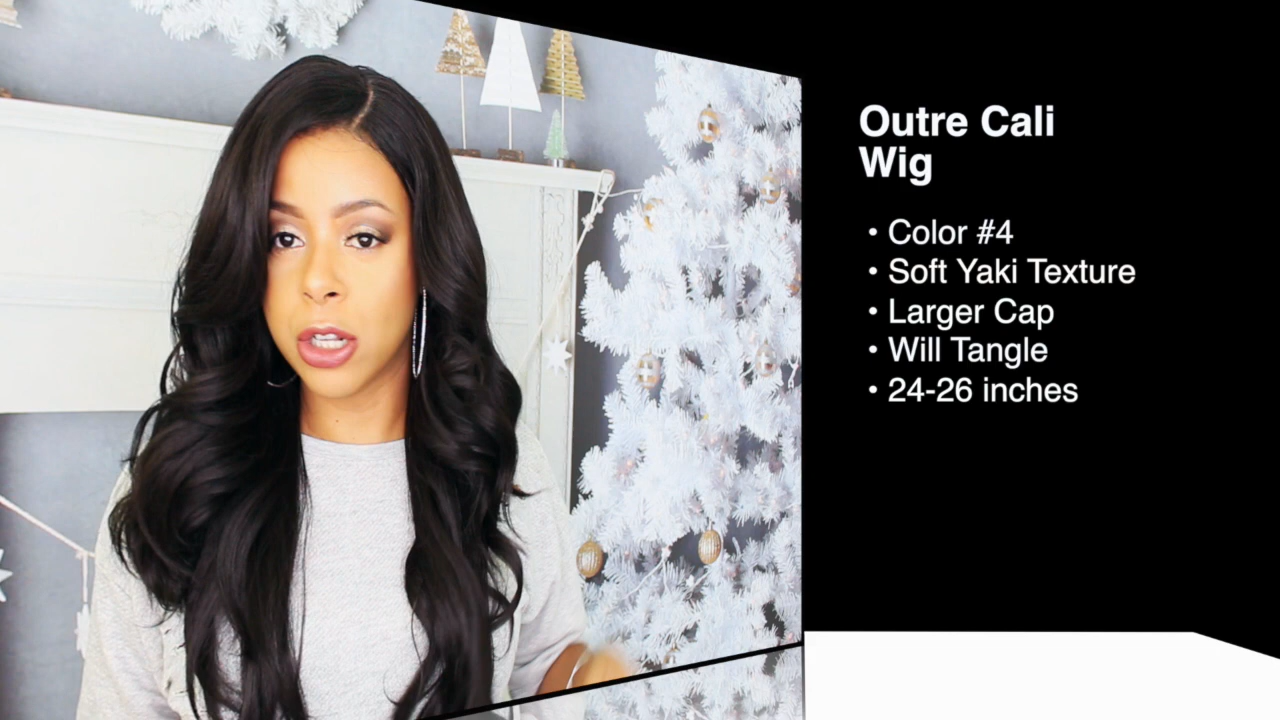 Outre Cali
Wig
• Color #4
• Soft Yaki Texture
• Larger Cap
• Will Tangle
• 24-26 inches